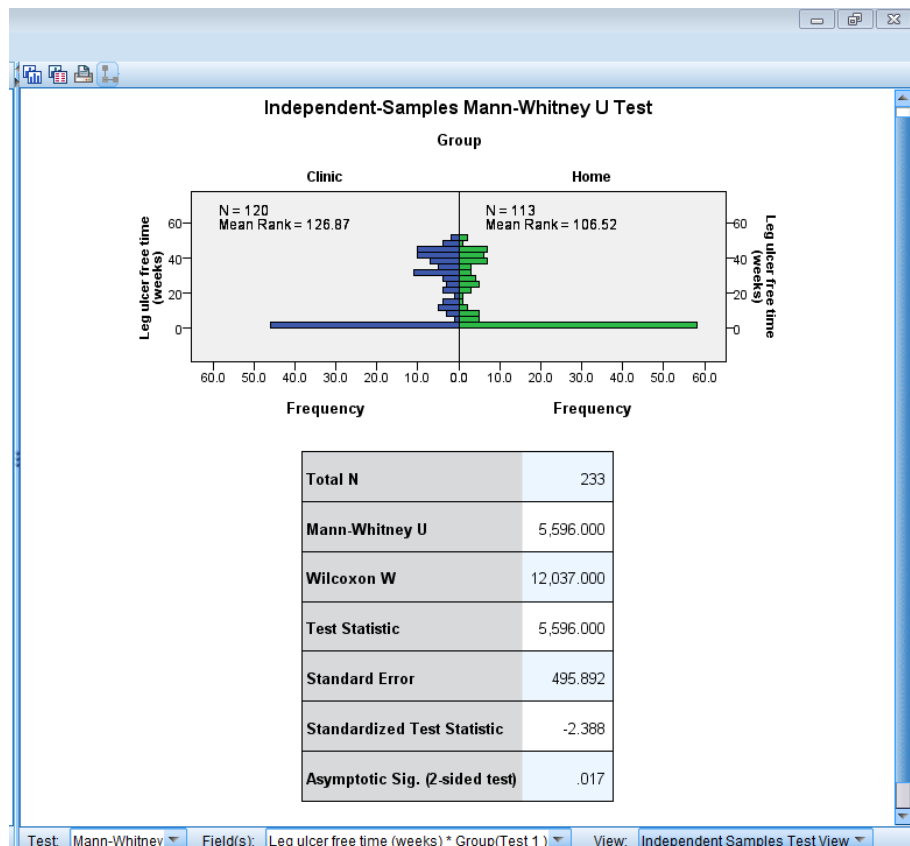 Independent-Samples Mann-Whitney U Test
Group
Clinic Home
N = 120 N = 113
Mean Rank = 126.87 Mean Rank = 106.52
Leg ulcer free time
(weeks)
60 60
40 40
20 20
0 0
Leg ulcer free time
(weeks)
60.0 50.0 40.0 30.0 20.0 10.0 0.0 10.0 20.0 30.0 40.0 50.0 60.0
Frequency Frequency
Total N 233
Mann-Whitney U 5,596.000
Wilcoxon W 12,037.000
Test Statistic 5,596.000
Standard Error 495.892
Standardized Test Statistic -2.388
Asymptotic Sig. (2-sided test) .017
Test: Mann-Whitney Field(s): Leg ulcer free time (weeks) * Group(Test 1 ) View: Independent Samples Test View